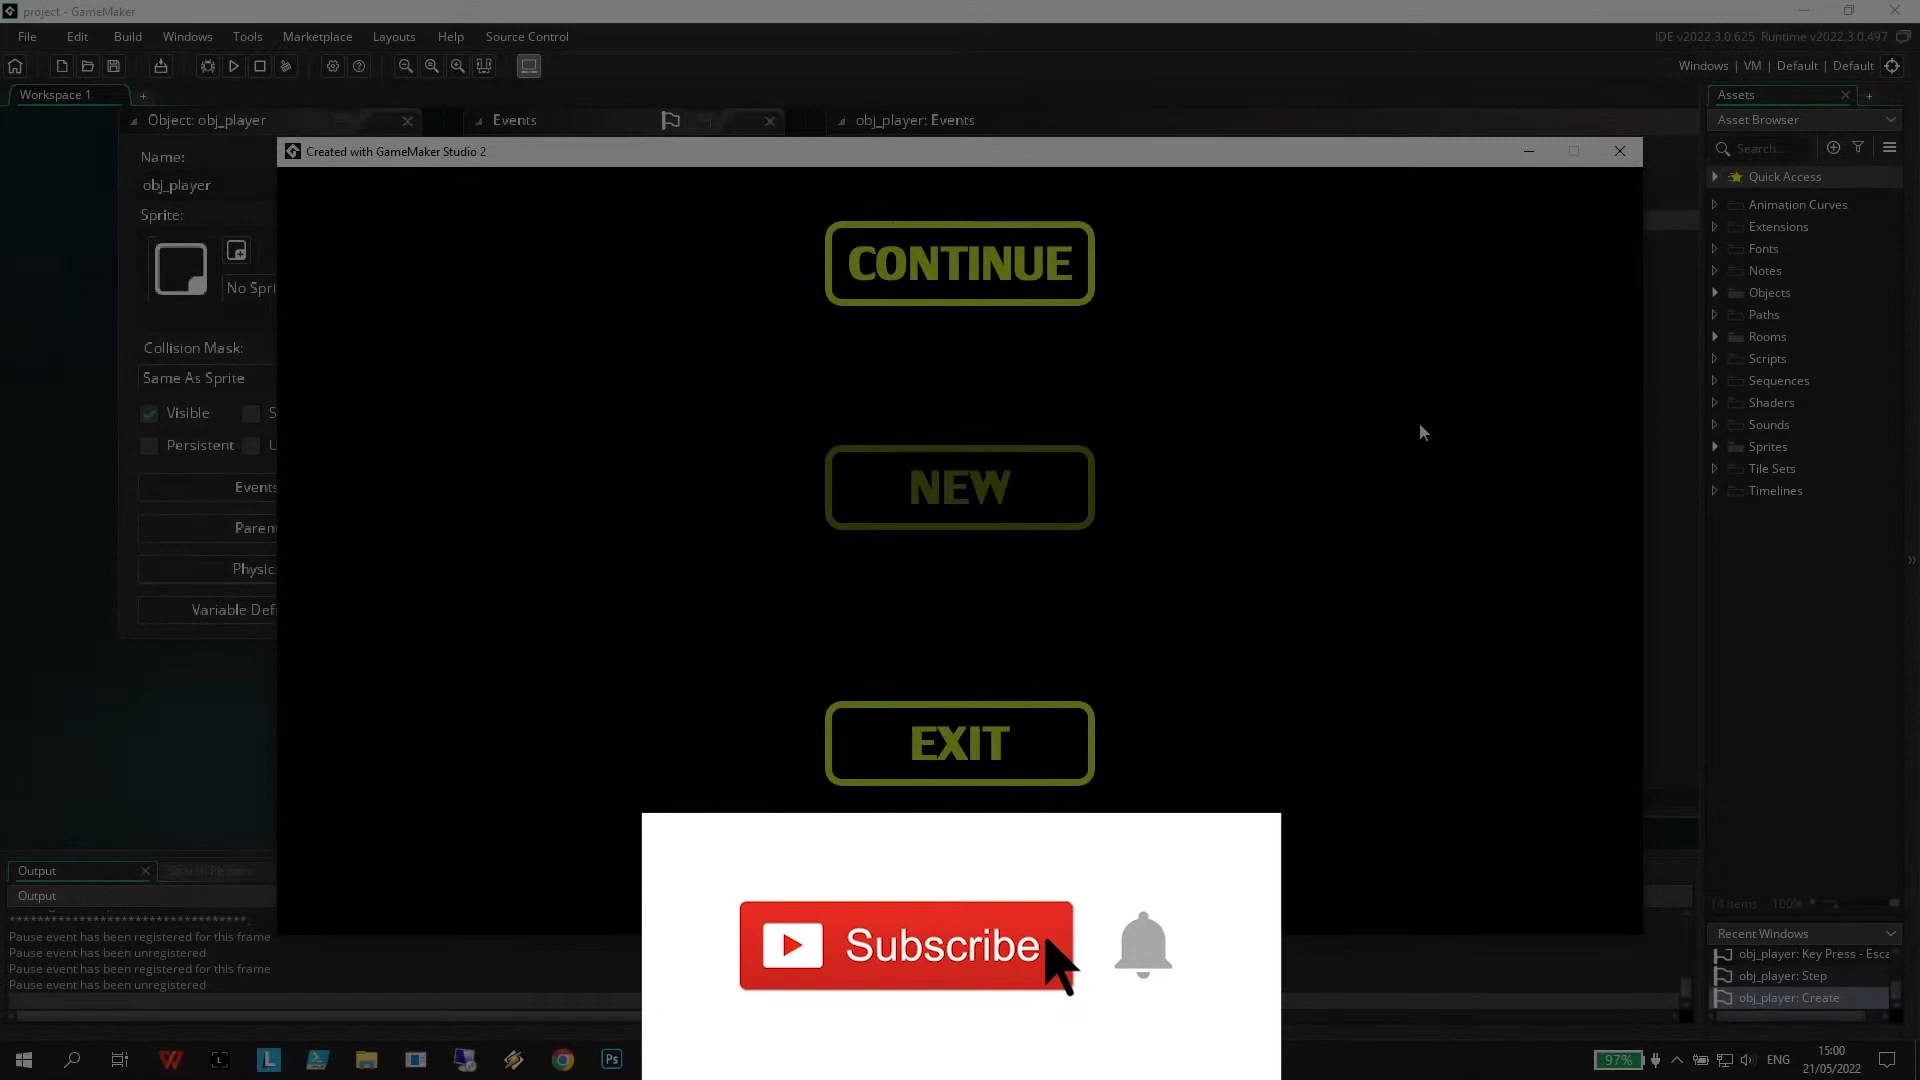 project - GameMaker
File Edit Build Windows Tools Marketplace Layouts Help Source Control
IDE v2022.3.0.625 Runtime v2022.3.0.497
Windows | VM | Default | Default
Workspace 1
Object: obj_player
Events
obj_player: Events
Name:
obj_player
Sprite:
No Spri
Collision Mask:
Same As Sprite
Visible S
Persistent U
Events
Paren
Physic
Variable Defi
Created with GameMaker Studio 2
CONTINUE
NEW
EXIT
Subscribe
Assets
Asset Browser
Search...
Quick Access
Animation Curves
Extensions
Fonts
Notes
Objects
Paths
Rooms
Scripts
Sequences
Shaders
Sounds
Sprites
Tile Sets
Timelines
14 items 100%
Recent Windows
obj_player: Key Press - Esca
obj_player: Step
obj_player: Create
Output
Output
**********************************.
Pause event has been registered for this frame
Pause event has been unregistered
Pause event has been registered for this frame
Pause event has been unregistered
L
L
Ps
97%
ENG
15:00
21/05/2022